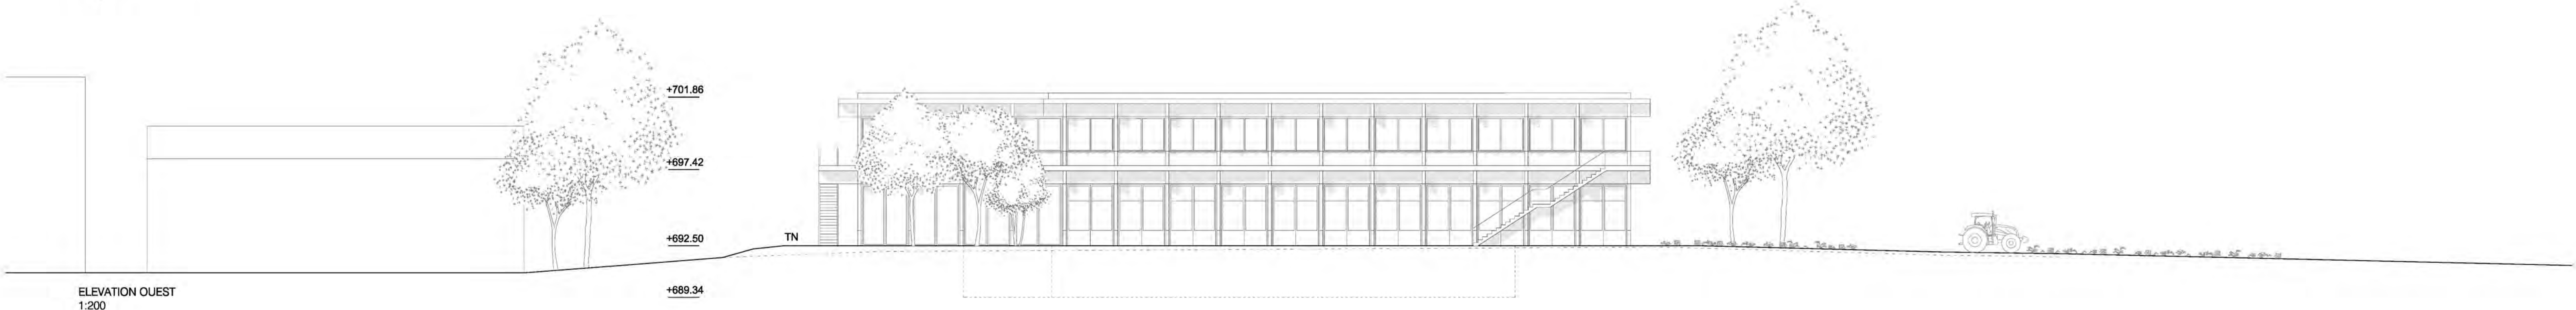 +701.86
+697.42
+692.50
TN
+689.34
ELEVATION OUEST
1:200